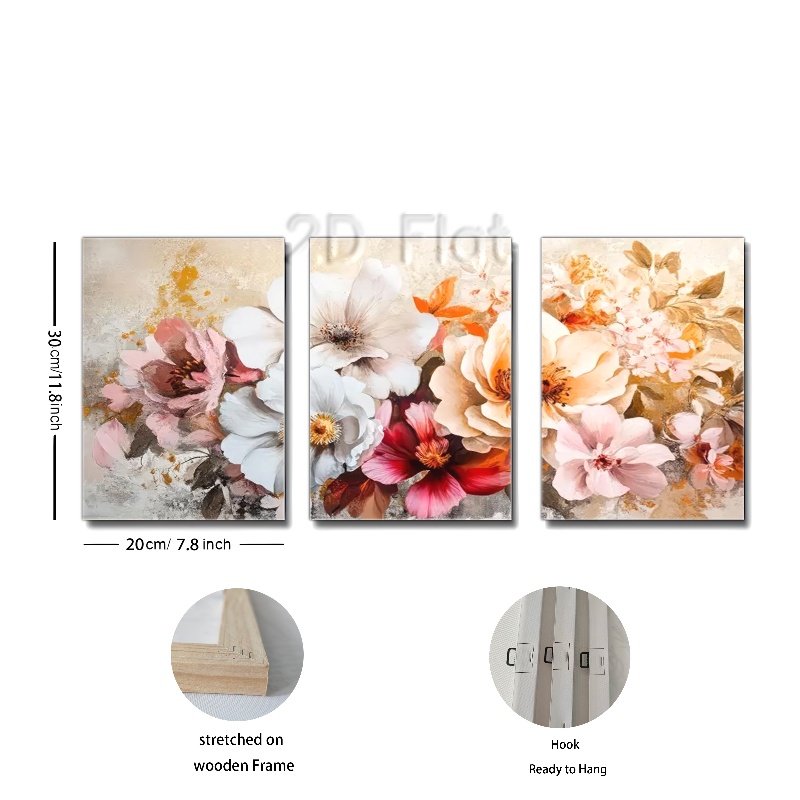 2D Flat
30cm/11.8inch
20cm/ 7.8 inch
stretched on
wooden Frame
Hook
Ready to Hang